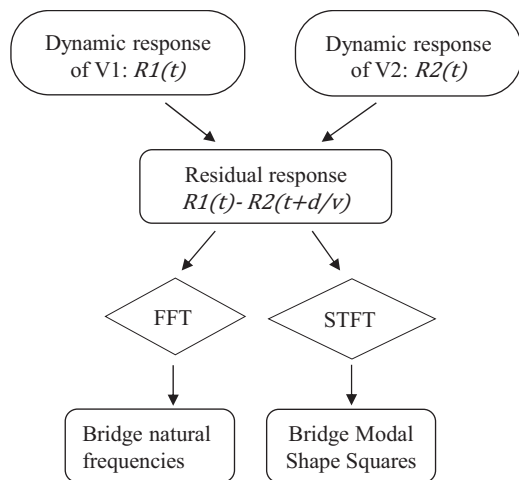 Dynamic response
of V1: R1(t)
Dynamic response
of V2: R2(t)
Residual response
R1(t)- R2(t+d/v)
FFT
STFT
Bridge natural
frequencies
Bridge Modal
Shape Squares